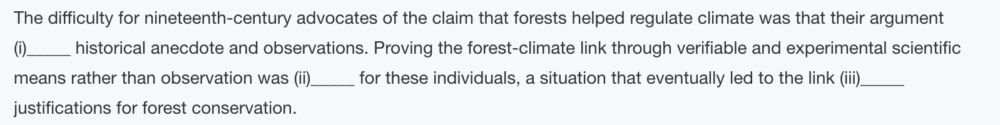 The difficulty for nineteenth-century advocates of the claim that forests helped regulate climate was that their argument
(i)_____ historical anecdote and observations. Proving the forest-climate link through verifiable and experimental scientific
means rather than observation was (ii)_____ for these individuals, a situation that eventually led to the link (iii)_____
justifications for forest conservation.